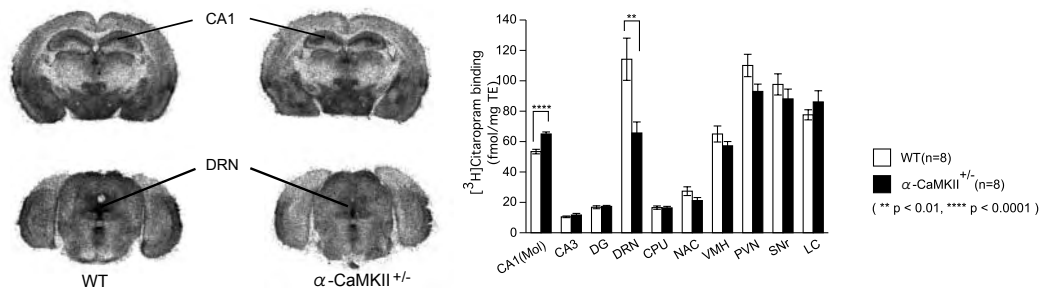 CA1
DRN
WT
α-CaMKII+/-
[3H]Citaropram binding
(fmol/mg TE)
140
120
100
80
60
40
20
0
****
**
CA1(Mol)
CA3
DG
DRN
CPU
NAC
VMH
PVN
SNr
LC
WT(n=8)
α-CaMKII+/-(n=8)
( ** p < 0.01, **** p < 0.0001 )